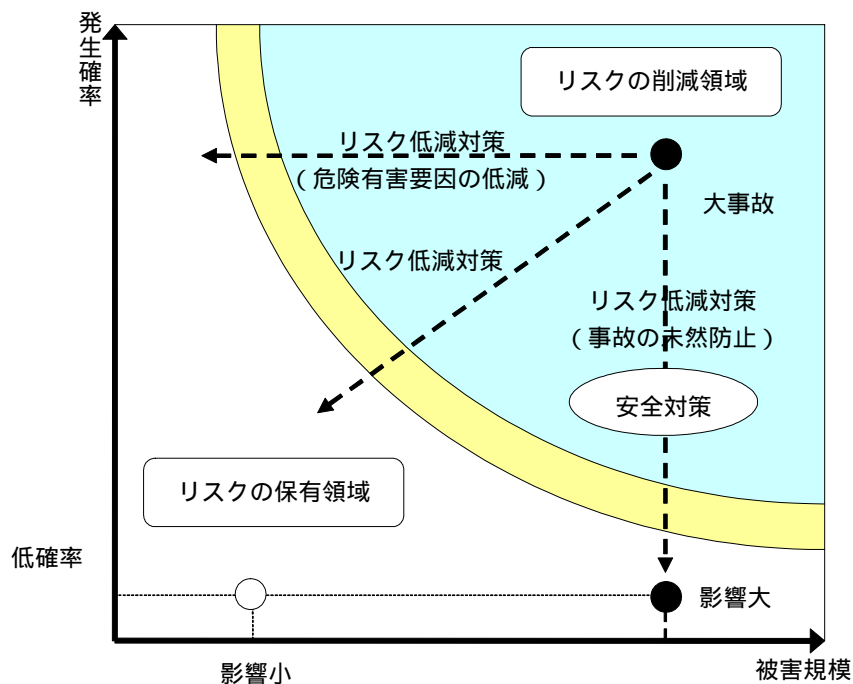 発生確率
リスクの削減領域
リスク低減対策
(危険有害要因の低減)
大事故
リスク低減対策
リスク低減対策
(事故の未然防止)
安全対策
リスクの保有領域
低確率
影響大
影響小
被害規模